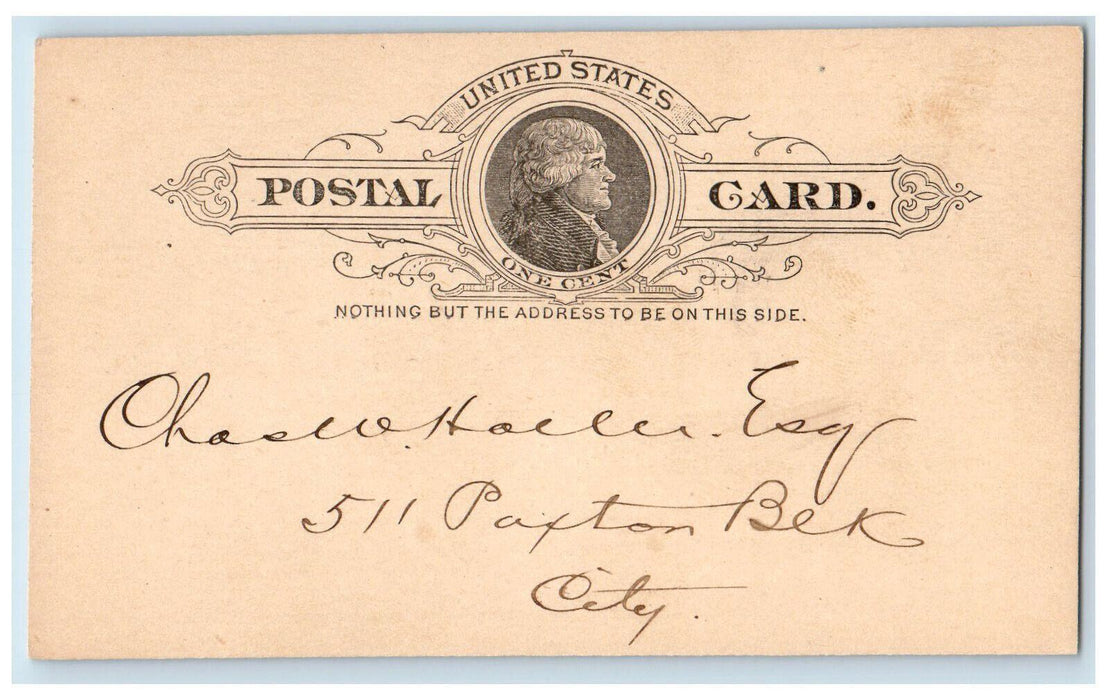 UNITED STATES
POSTAL CARD.
ONE CENT
NOTHING BUT THE ADDRESS TO BE ON THIS SIDE.
Chas W. Haller. Esq
511 Paxton Blk
City.